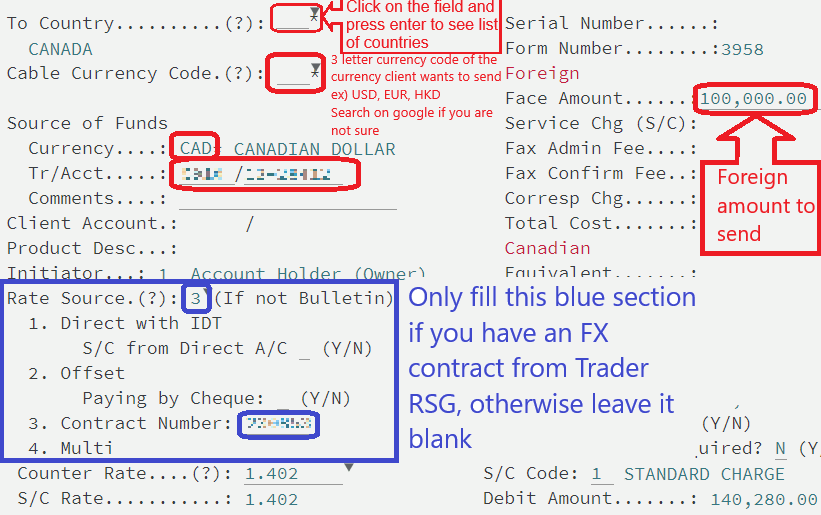 To Country..........(?): *
CANADA
Cable Currency Code.(?): *
Click on the field and
press enter to see list
of countries
3 letter currency code of the
currency client wants to send
ex) USD, EUR, HKD
Search on google if you are
not sure
Source of Funds
Currency....: CAD* CANADIAN DOLLAR
Tr/Acct.....: /
Comments....:
Client Account.: /
Product Desc...:
Initiator...: 1 Account Holder (Owner)
Rate Source.(?): 3 (If not Bulletin)
1. Direct with IDT
S/C from Direct A/C _ (Y/N)
2. Offset
Paying by Cheque: _ (Y/N)
3. Contract Number:
4. Multi
Counter Rate....(?): 1.402
S/C Rate...........: 1.402
Serial Number......:
Form Number........:3958
Foreign
Face Amount......:100,000.00
Service Chg (S/C):
Fax Admin Fee....:
Fax Confirm Fee..:
Corresp Chg......:
Total Cost.......:
Canadian
Equivalent.......:
Foreign
amount to
send
Only fill this blue section
if you have an FX
contract from Trader
RSG, otherwise leave it
blank
(Y/N)
uired? N (Y/
S/C Code: 1 STANDARD CHARGE
Debit Amount.......: 140,280.00